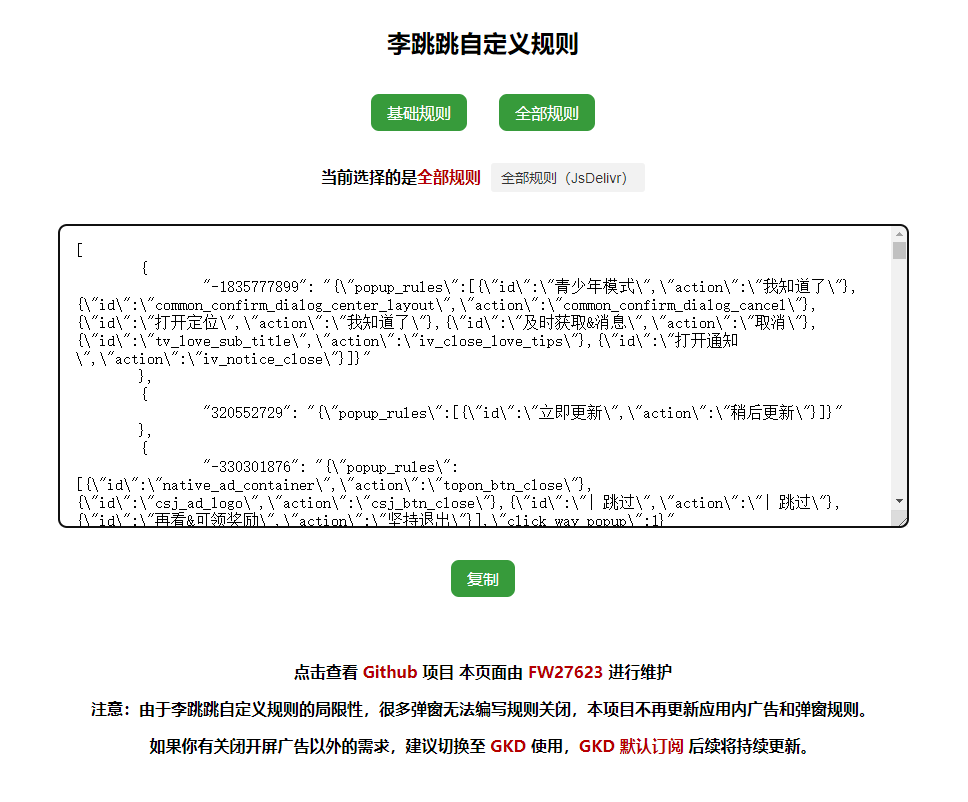 李跳跳自定义规则
基础规则
全部规则
当前选择的是全部规则
全部规则（JsDelivr）
[
{
"-1835777899": "{\"popup_rules\":[{\"id\":\"青少年模式\",\"action\":\"我知道了\"},
{\"id\":\"common_confirm_dialog_center_layout\",\"action\":\"common_confirm_dialog_cancel\"},
{\"id\":\"打开定位\",\"action\":\"我知道了\"},{\"id\":\"及时获取&消息\",\"action\":\"取消\"},
{\"id\":\"tv_love_sub_title\",\"action\":\"iv_close_love_tips\"},{\"id\":\"打开通知
\",\"action\":\"iv_notice_close\"}]}"
},
{
"320552729": "{\"popup_rules\":[{\"id\":\"立即更新\",\"action\":\"稍后更新\"}]}"
},
{
"-330301876": "{\"popup_rules\":
[{\"id\":\"native_ad_container\",\"action\":\"topon_btn_close\"},
{\"id\":\"csj_ad_logo\",\"action\":\"csj_btn_close\"},{\"id\":\"| 跳过\",\"action\":\"| 跳过\"},
{\"id\":\"再看&可领奖励\",\"action\":\"坚持退出\"}],\"click_way_popup\":1}"
复制
点击查看 Github 项目 本页面由 FW27623 进行维护
注意：由于李跳跳自定义规则的局限性，很多弹窗无法编写规则关闭，本项目不再更新应用内广告和弹窗规则。
如果你有关闭开屏广告以外的需求，建议切换至 GKD 使用，GKD 默认订阅 后续将持续更新。